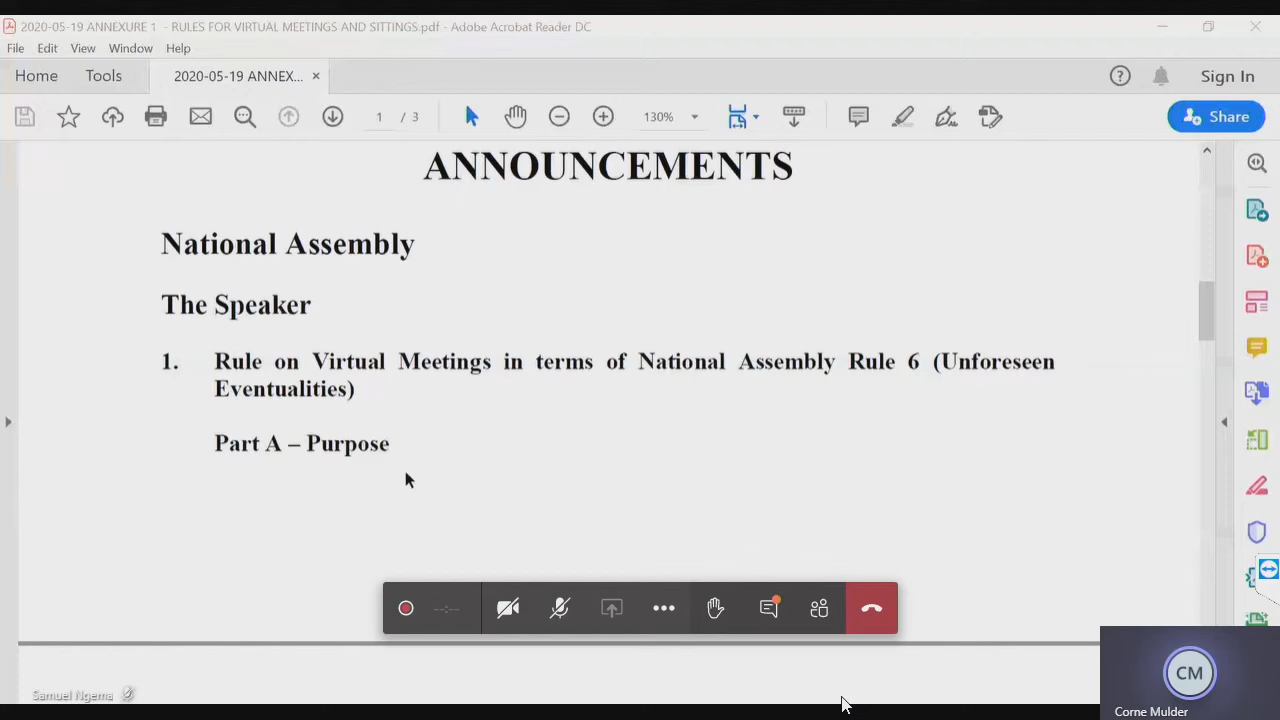 2020-05-19 ANNEXURE 1 - RULES FOR VIRTUAL MEETINGS AND SITTINGS.pdf - Adobe Acrobat Reader DC
File Edit View Window Help
Home Tools 2020-05-19 ANNEX... × Sign In
1 / 3 130% Share
ANNOUNCEMENTS
National Assembly
The Speaker
1. Rule on Virtual Meetings in terms of National Assembly Rule 6 (Unforeseen
Eventualities)
Part A – Purpose
--:--
CM
Samuel Ngema
Corne Mulder